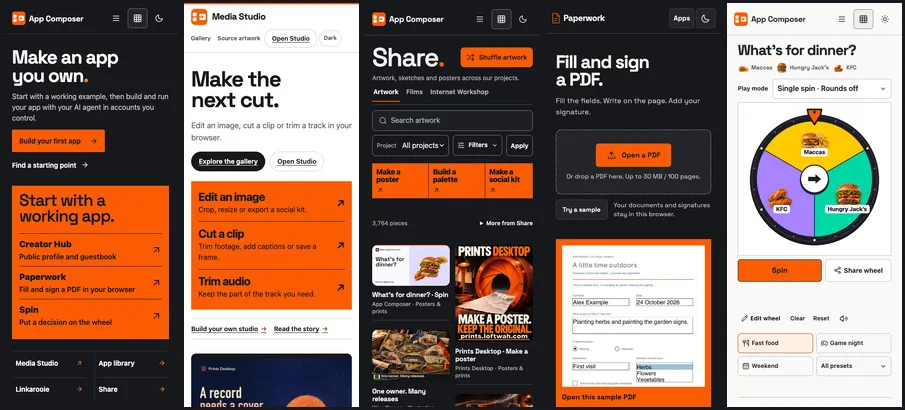 App Composer
Make an app
you own.
Start with a working example, then build and
run your app with your AI agent in accounts you
control.
Build your first app →
Find a starting point →
Start with a
working app.
Creator Hub
Public profile and guestbook
Paperwork
Fill and sign a PDF in your browser
Spin
Put a decision on the wheel
Media Studio
App library
Linkarooie
Share
Media Studio
Gallery
Source artwork
Open Studio
Dark
Make the
next cut.
Edit an image, cut a clip or trim a track in your
browser.
Explore the gallery
Open Studio
Edit an image
Crop, resize or export a social kit.
Cut a clip
Trim footage, add captions or save a
frame.
Trim audio
Keep the part of the track you need.
Build your own studio →
Read the story →
Prints Desktop
A record
needs a cover
App Composer
Share.
Shuffle artwork
Artwork, sketches and posters across our projects.
Artwork
Films
Internet Workshop
Search artwork
Project
All projects
Filters
Apply
Make a
poster
Build a
palette
Make a
social kit
3,764 pieces
More from Share
What's for
dinner?
What's for dinner? · Spin
App Composer · Posters &
prints
One owner. Many releases
One owner. Many
PRINTS DESKTOP
MAKE A POSTER.
KEEP THE ORIGINAL.
prints.loftwah.com
Prints Desktop · Make a
poster
Prints Desktop · Posters &
prints
Paperwork
Apps
Fill and sign
a PDF.
Fill the fields. Write on the page. Add your
signature.
Open a PDF
Or drop a PDF here. Up to 30 MB / 100 pages.
Try a sample
Your documents and signatures
stay in this browser.
A little time outdoors
Alex Example
24 October 2026
Planting herbs and painting the garden signs.
First visit
Herbs
Flowers
Vegetables
Open this sample PDF
App Composer
What's for dinner?
Maccas
Hungry Jack's
KFC
Play mode
Single spin · Rounds off
Maccas
KFC
Hungry Jack's
Spin
Share wheel
Edit wheel
Clear
Reset
Fast food
Game night
Weekend
All presets